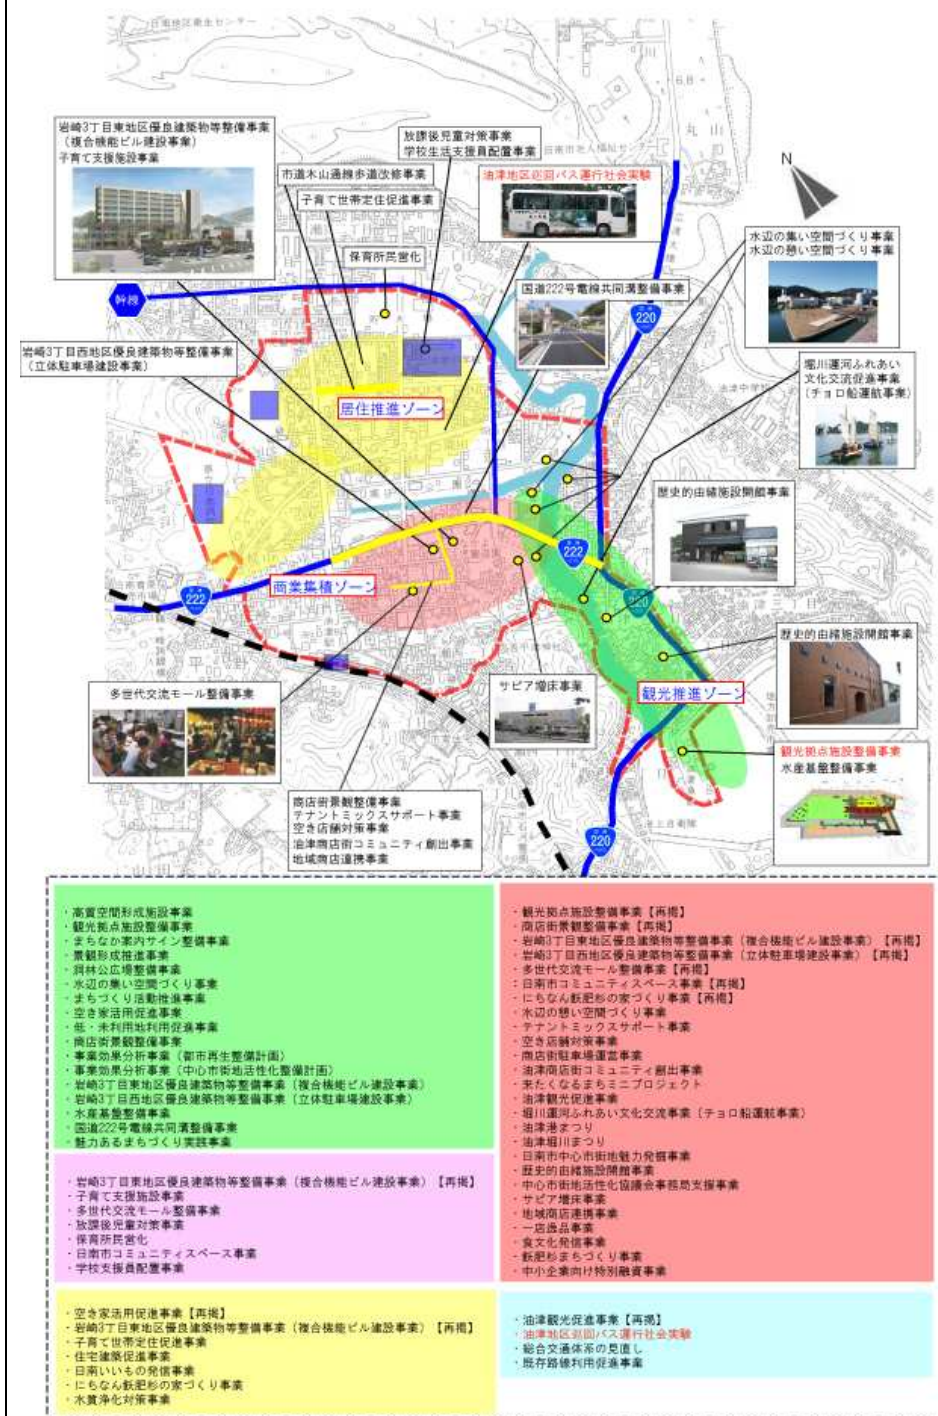 日南地区衛生センター
岩崎3丁目東地区優良建築物等整備事業
(複合機能ビル建設事業)
子育て支援施設事業
放課後児童対策事業
学校生活支援員配置事業
日南市老人福祉センター
丸山
N
市道木山通線歩道改修事業
油津地区巡回バス運行社会実験
子育て世帯定住促進事業
保育所民営化
水辺の集い空間づくり事業
水辺の憩い空間づくり事業
幹線
国道222号電線共同溝整備事業
220
岩崎3丁目西地区優良建築物等整備事業
(立体駐車場建設事業)
堀川運河ふれあい
文化交流促進事業
(チョロ船運航事業)
油津中学校
居住推進ゾーン
歴史的由緒施設開館事業
222
商業集積ゾーン
222
220
歴史的由緒施設開館事業
多世代交流モール整備事業
サピア増床事業
観光推進ゾーン
観光拠点施設整備事業
水産基盤整備事業
商店街景観整備事業
テナントミックスサポート事業
空き店舗対策事業
油津商店街コミュニティ創出事業
地域商店連携事業
220
・高質空間形成施設事業
・観光拠点施設整備事業
・まちなか案内サイン整備事業
・景観形成推進事業
・洞林公広場整備事業
・水辺の集い空間づくり事業
・まちづくり活動推進事業
・空き家活用促進事業
・低・未利用地利用促進事業
・商店街景観整備事業
・事業効果分析事業(都市再生整備計画)
・事業効果分析事業(中心市街地活性化整備計画)
・岩崎3丁目東地区優良建築物等整備事業(複合機能ビル建設事業)
・岩崎3丁目西地区優良建築物等整備事業(立体駐車場建設事業)
・水産基盤整備事業
・国道222号電線共同溝整備事業
・魅力あるまちづくり実践事業
・岩崎3丁目東地区優良建築物等整備事業(複合機能ビル建設事業)【再掲】
・子育て支援施設事業
・多世代交流モール整備事業
・放課後児童対策事業
・保育所民営化
・日南市コミュニティスペース事業
・学校支援員配置事業
・空き家活用促進事業【再掲】
・岩崎3丁目東地区優良建築物等整備事業(複合機能ビル建設事業)【再掲】
・子育て世帯定住促進事業
・住宅建築促進事業
・日南いいもの発信事業
・にちなん飫肥杉の家づくり事業
・水質浄化対策事業
・観光拠点施設整備事業【再掲】
・商店街景観整備事業【再掲】
・岩崎3丁目東地区優良建築物等整備事業(複合機能ビル建設事業)【再掲】
・岩崎3丁目西地区優良建築物等整備事業(立体駐車場建設事業)【再掲】
・多世代交流モール整備事業【再掲】
:日南市コミュニティスペース事業【再掲】
・にちなん飫肥杉の家づくり事業【再掲】
・水辺の憩い空間づくり事業
・テナントミックスサポート事業
・空き店舗対策事業
・商店街駐車場運営事業
・油津商店街コミュニティ創出事業
・来たくなるまちミニプロジェクト
・油津観光促進事業
・堀川運河ふれあい文化交流事業(チョロ船運航事業)
・油津港まつり
・油津堀川まつり
・日南市中心市街地魅力発掘事業
・歴史的由緒施設開館事業
・中心市街地活性化協議会事務局支援事業
・サピア増床事業
・地域商店連携事業
・一店逸品事業
・食文化発信事業
・飫肥杉まちづくり事業
・中小企業向け特別融資事業
・油津観光促進事業【再掲】
・油津地区巡回バス運行社会実験
・総合交通体系の見直し
・既存路線利用促進事業